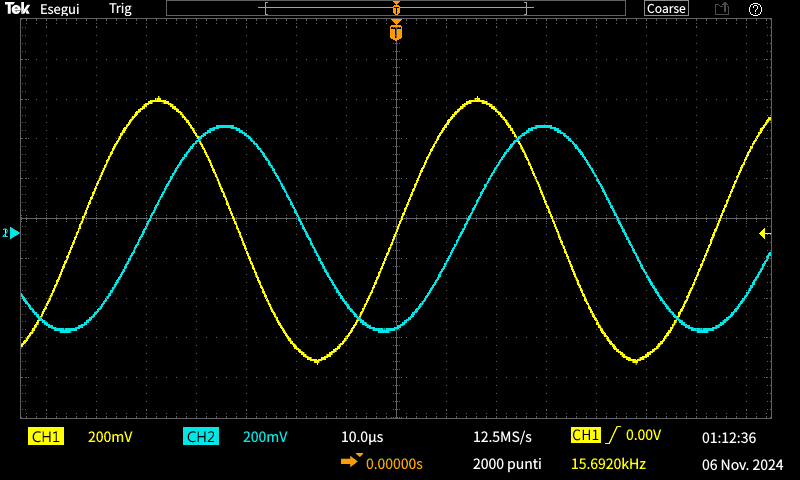 Tek Esegui Trig Coarse ?
T
T
2
CH1 200mV CH2 200mV 10.0µs 12.5MS/s CH1 0.00V 01:12:36
0.00000s 2000 punti 15.6920kHz 06 Nov. 2024